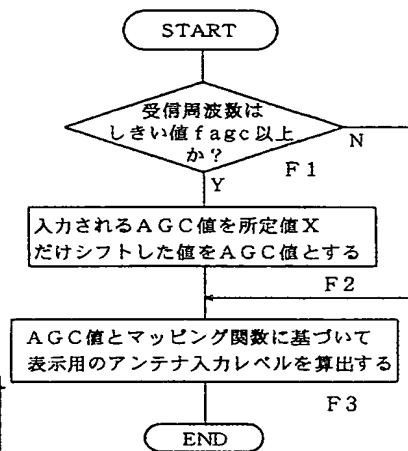 START
受信周波数は
しきい値ｆａｇｃ以上
か？
N
F1
Y
入力されるＡＧＣ値を所定値Ｘ
だけシフトした値をＡＧＣ値とする
F2
ＡＧＣ値とマッピング関数に基づいて
表示用のアンテナ入力レベルを算出する
F3
END